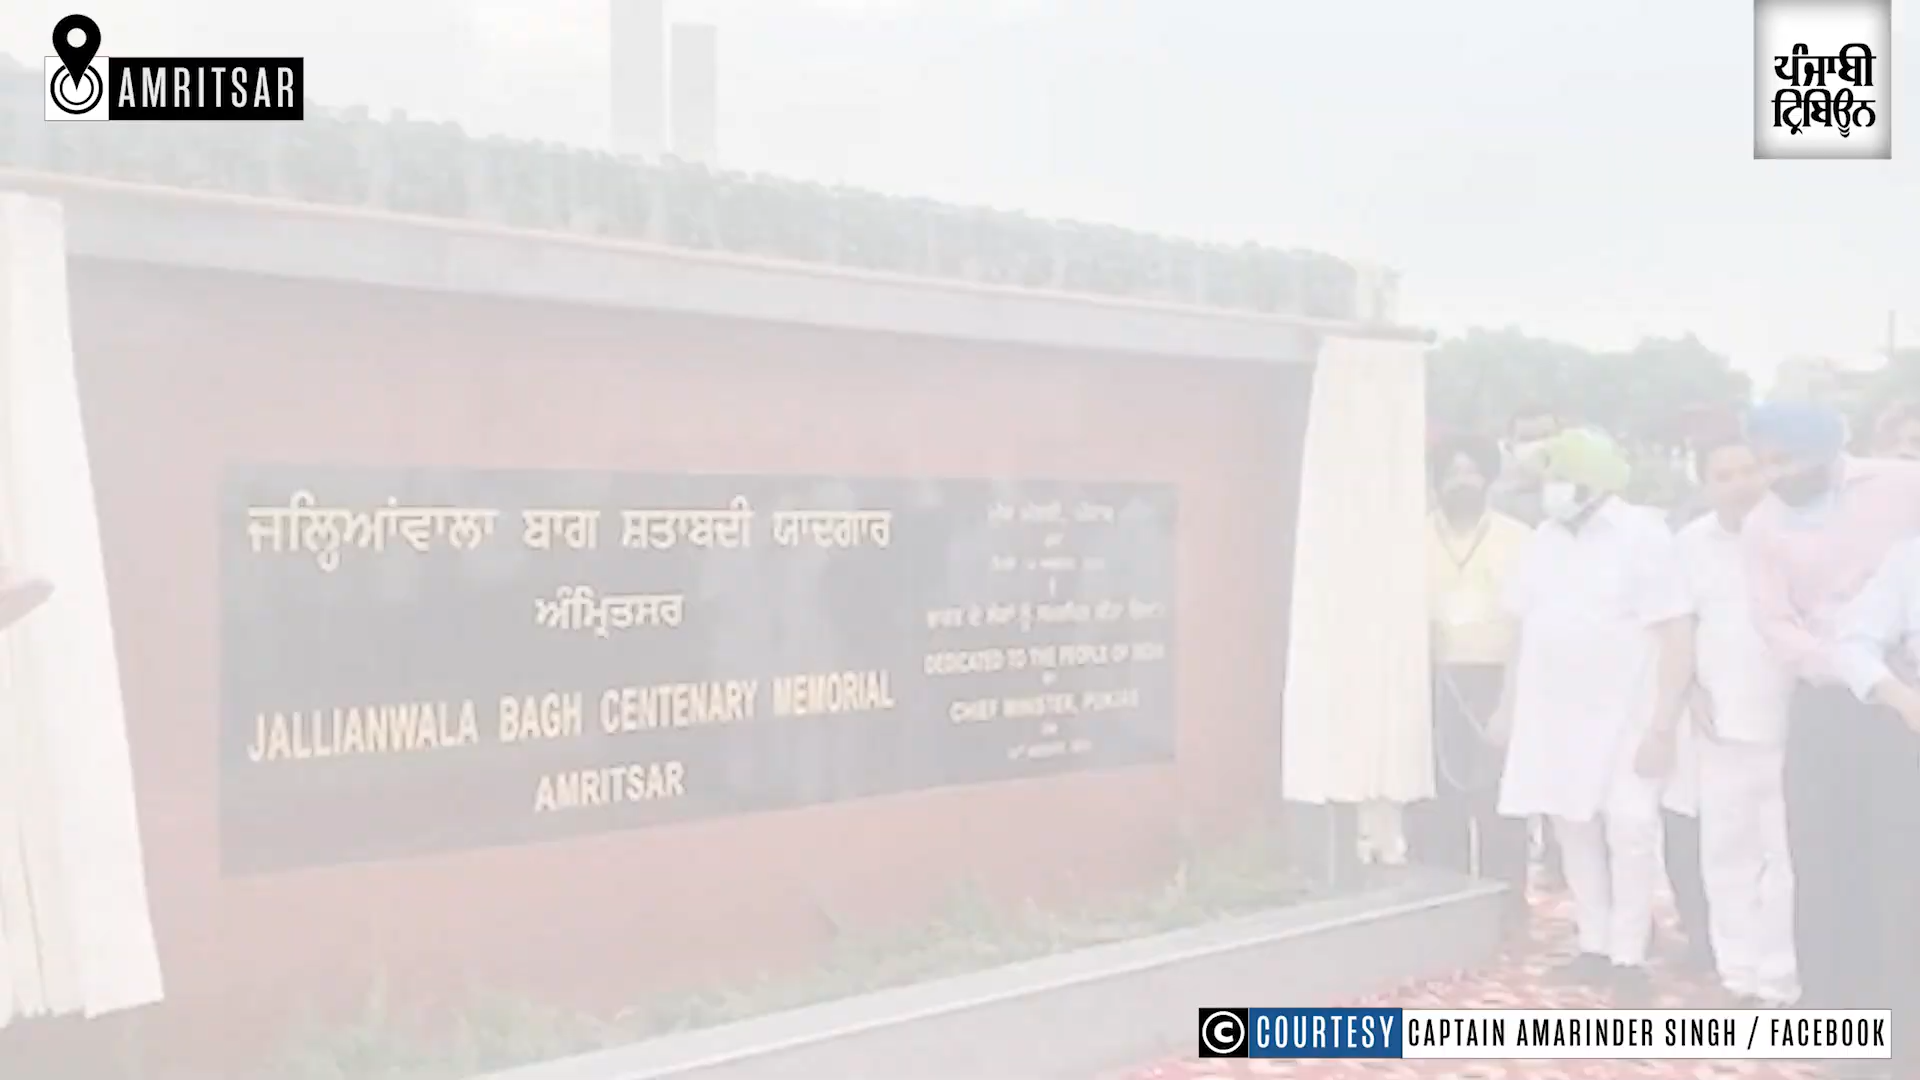 AMRITSAR
ਪੰਜਾਬੀ
ਟ੍ਰਿਬਿਊਨ
ਜਲ੍ਹਿਆਂਵਾਲਾ ਬਾਗ ਸ਼ਤਾਬਦੀ ਯਾਦਗਾਰ
ਅੰਮ੍ਰਿਤਸਰ
JALLIANWALA BAGH CENTENARY MEMORIAL
AMRITSAR
DEDICATED TO THE PEOPLE OF INDIA
BY
CHIEF MINISTER, PUNJAB
COURTESY CAPTAIN AMARINDER SINGH / FACEBOOK